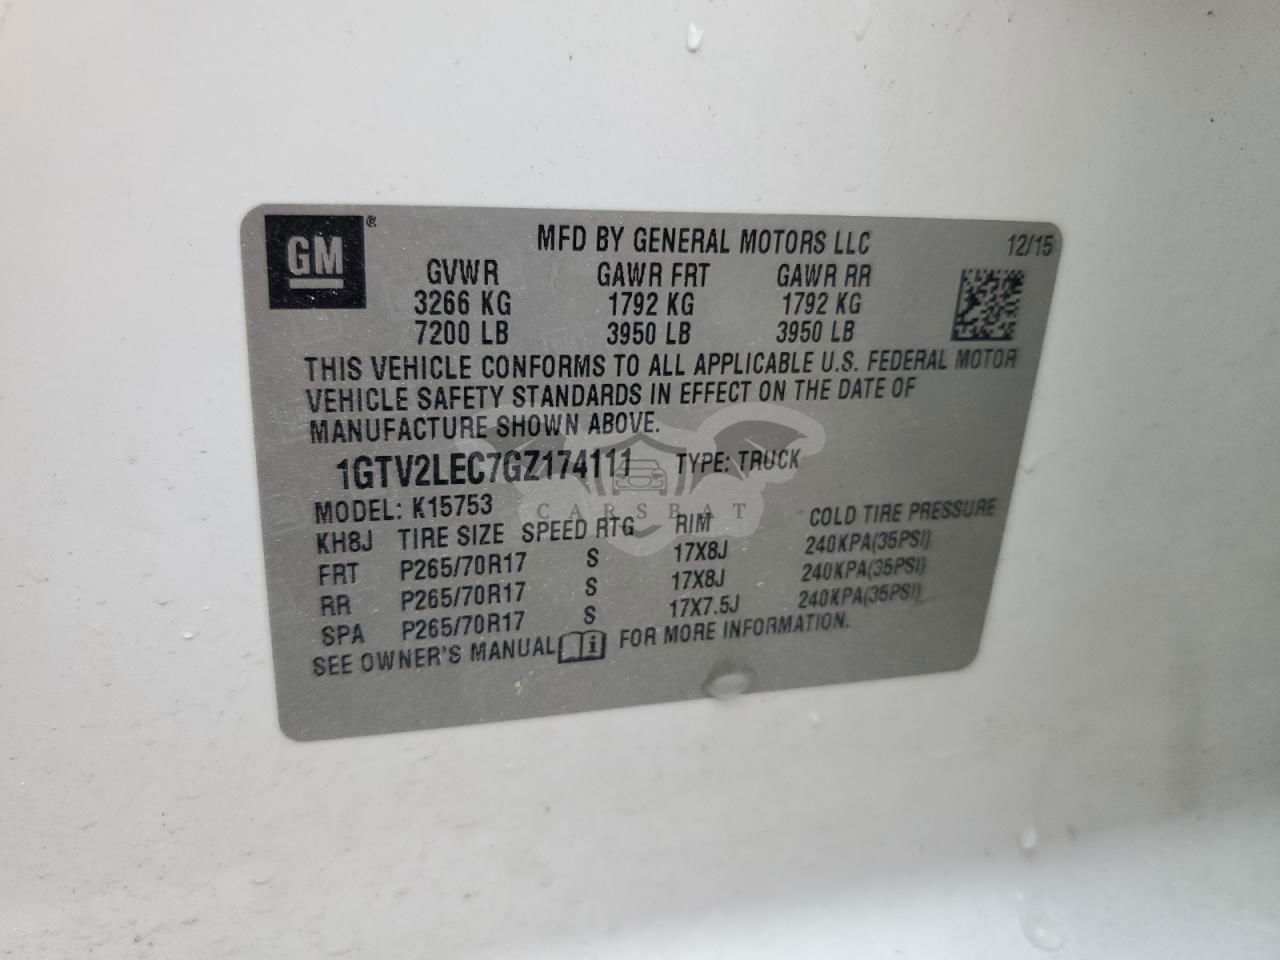 GM ®
MFD BY GENERAL MOTORS LLC 12/15
GVWR GAWR FRT GAWR RR
3266 KG 1792 KG 1792 KG
7200 LB 3950 LB 3950 LB
THIS VEHICLE CONFORMS TO ALL APPLICABLE U.S. FEDERAL MOTOR
VEHICLE SAFETY STANDARDS IN EFFECT ON THE DATE OF
MANUFACTURE SHOWN ABOVE.
1GTV2LEC7GZ174111 TYPE: TRUCK
CARSBAT
MODEL: K15753
KH8J TIRE SIZE SPEED RTG RIM COLD TIRE PRESSURE
FRT P265/70R17 S 17X8J 240KPA(35PSI)
RR P265/70R17 S 17X8J 240KPA(35PSI)
SPA P265/70R17 S 17X7.5J 240KPA(35PSI)
SEE OWNER'S MANUAL i FOR MORE INFORMATION.